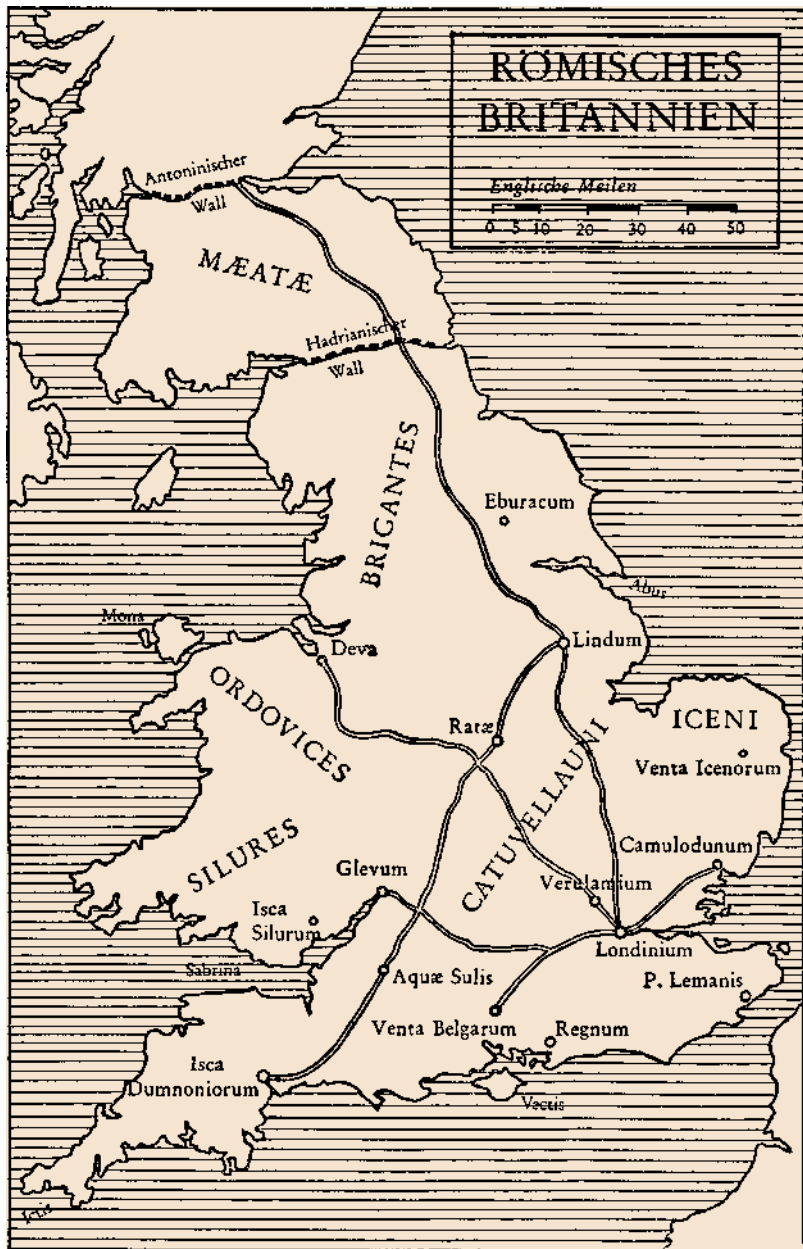 RÖMISCHES
BRITANNIEN
Englische Meilen
0 5 10 20 30 40 50
Antoninischer
Wall
MÆATÆ
Hadrianischer
Wall
BRIGANTES
Eburacum
Abus
Mona
Deva
Lindum
ORDOVICES
Ratæ
ICENI
Venta Icenorum
CATUVELLAUNI
SILURES
Glevum
Camulodunum
Verulamium
Isca
Silurum
Londinium
Sabrina
Aquæ Sulis
P. Lemanis
Venta Belgarum
Regnum
Isca
Dumnoniorum
Vectis
Ictis